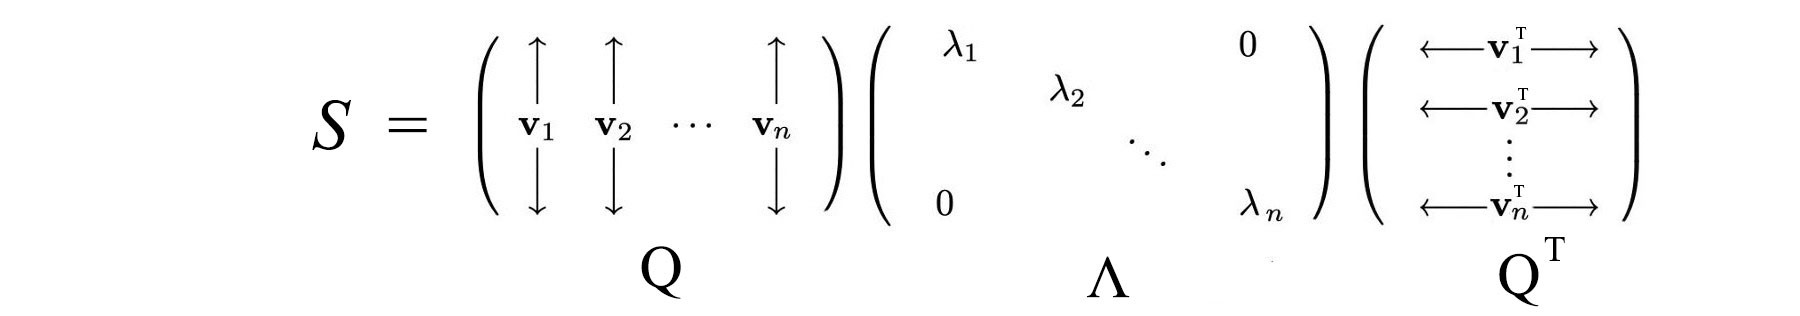 S = ( v₁ v₂ ⋯ vₙ ) ( λ₁ 0 λ₂ ⋱ 0 λₙ ) ( v₁ᵀ v₂ᵀ ⋮ vₙᵀ )
Q Λ Qᵀ